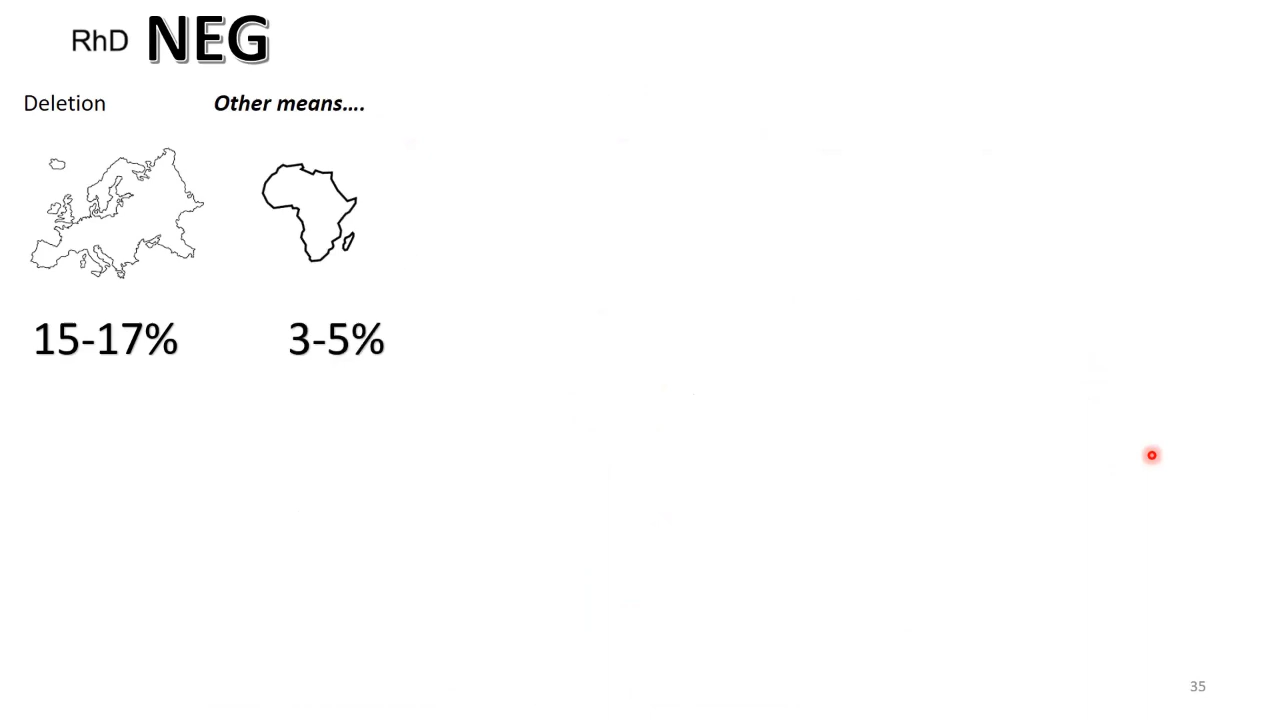 RhD NEG
Deletion
Other means....
15-17%
3-5%
35